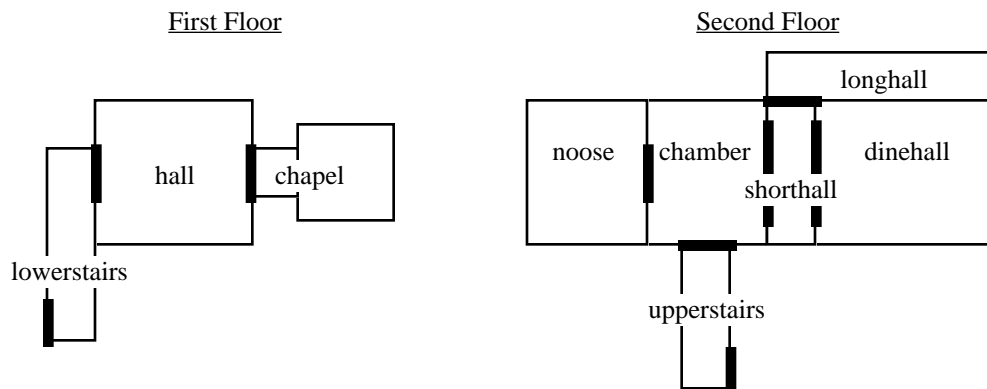 First Floor
hall
chapel
lowerstairs
Second Floor
longhall
noose
chamber
dinehall
shorthall
upperstairs